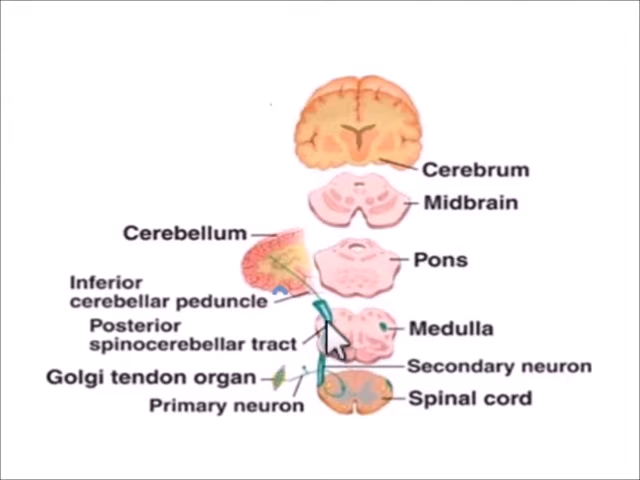 Cerebrum
Midbrain
Cerebellum
Pons
Inferior
cerebellar peduncle
Posterior
spinocerebellar tract
Medulla
Secondary neuron
Golgi tendon organ
Spinal cord
Primary neuron